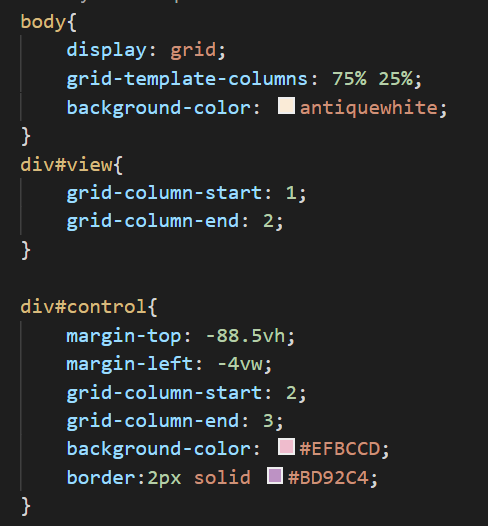 body{
    display: grid;
    grid-template-columns: 75% 25%;
    background-color: antiquewhite;
}
div#view{
    grid-column-start: 1;
    grid-column-end: 2;
}

div#control{
    margin-top: -88.5vh;
    margin-left: -4vw;
    grid-column-start: 2;
    grid-column-end: 3;
    background-color: #EFBCCD;
    border:2px solid #BD92C4;
}